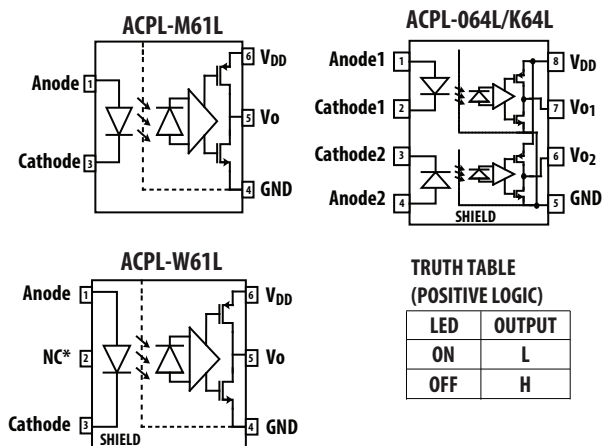 ACPL-M61L
Anode 1
Cathode 3
6 VDD
5 Vo
4 GND
ACPL-064L/K64L
Anode1 1
Cathode1 2
Cathode2 3
Anode2 4
8 VDD
7 Vo1
6 Vo2
5 GND
SHIELD
ACPL-W61L
Anode 1
NC* 2
Cathode 3
6 VDD
5 Vo
4 GND
SHIELD
TRUTH TABLE
(POSITIVE LOGIC)
LED OUTPUT
ON L
OFF H